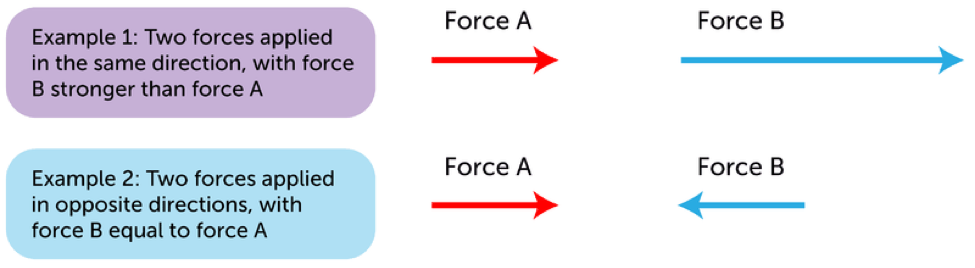 Example 1: Two forces applied
in the same direction, with force
B stronger than force A
Force A
Force B
Example 2: Two forces applied
in opposite directions, with
force B equal to force A
Force A
Force B